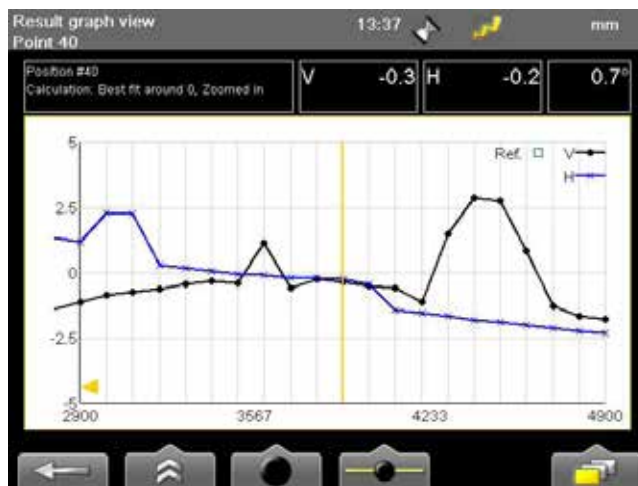 Result graph view
Point 40
13:37
mm
Position #40
Calculation: Best fit around 0, Zoomed in
V -0.3
H -0.2
0.7°
Ref.
V
H
5
2.5
0
-2.5
-5
2900 3567 4233 4900